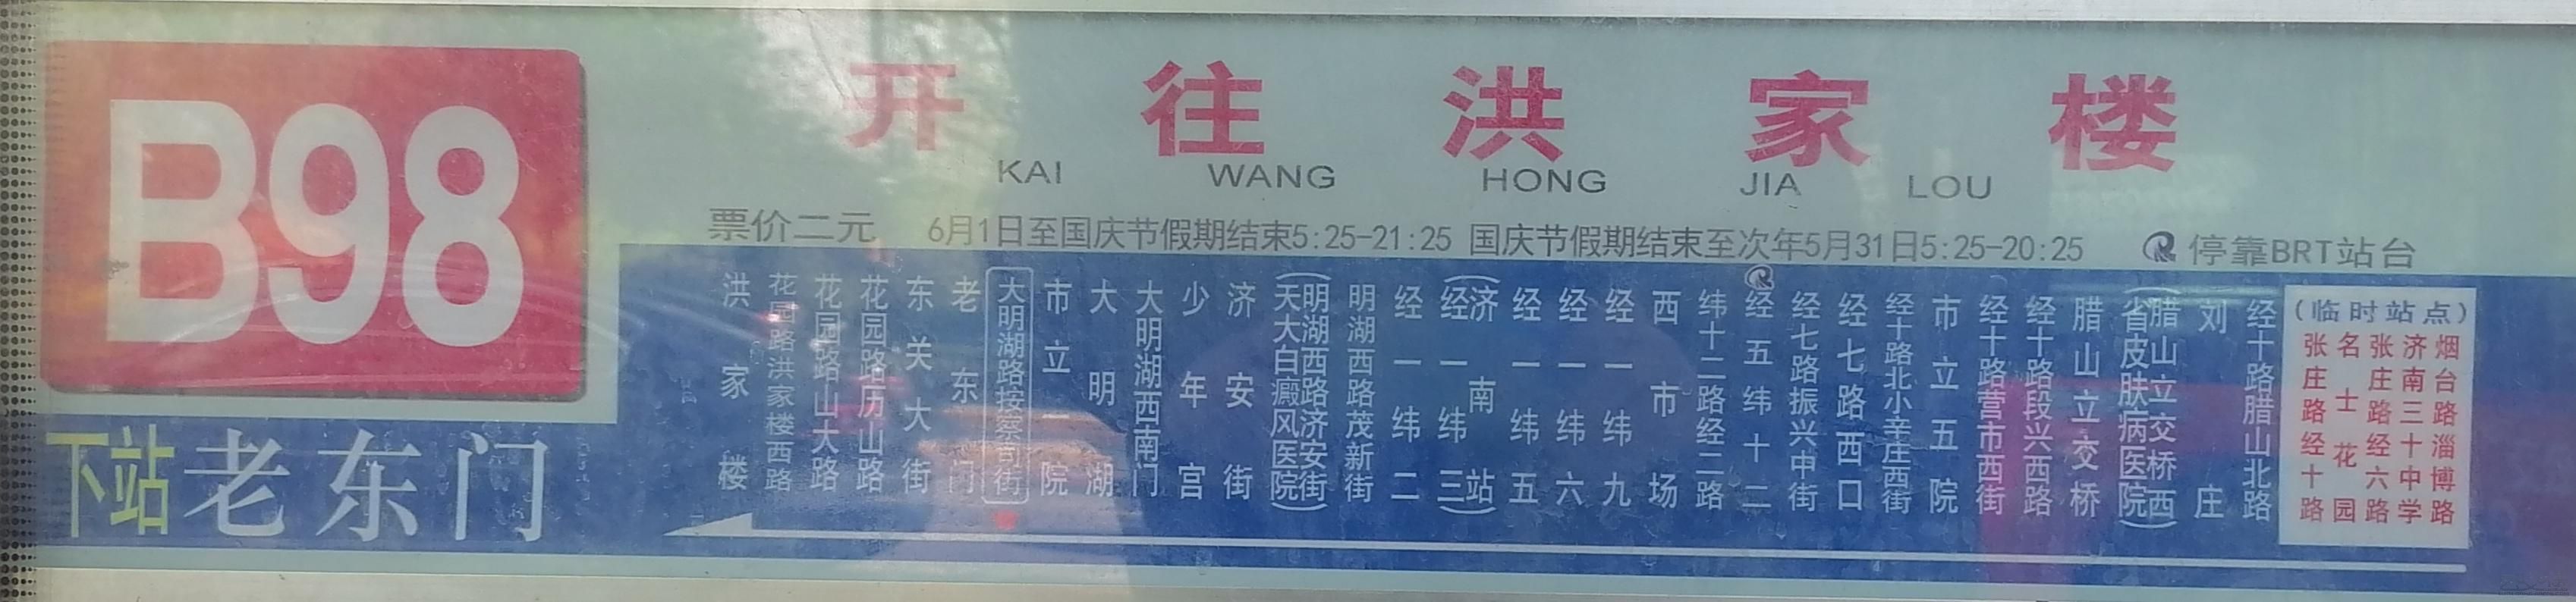 B98
开往洪家楼
KAI WANG HONG JIA LOU
票价二元 6月1日至国庆节假期结束5:25-21:25 国庆节假期结束至次年5月31日5:25-20:25 停靠BRT站台
下站老东门
洪家楼
花园路洪家楼西路
花园路山大路
花园路历山路
东关大街
老东门
大明湖路按察司街
市立一院
大明湖
大明湖西南门
少年宫
济安街
(明湖西路济安街)
天大白癜风医院
明湖西路茂新街
经一纬二
(济南站)
经一纬三
经一纬五
经一纬六
经一纬九
西市场
纬十二路经二路
经五纬十二
经七路振兴中街
经七路西口
经十路北小辛庄西街
市立五院
经十路营市西街
经十路段兴西路
腊山立交桥
(腊山立交桥西)
省皮肤病医院
刘庄
经十路腊山北路
(临时站点)
张庄路经十路
名士花园
张庄路经六路
济南三十中学
烟台路淄博路